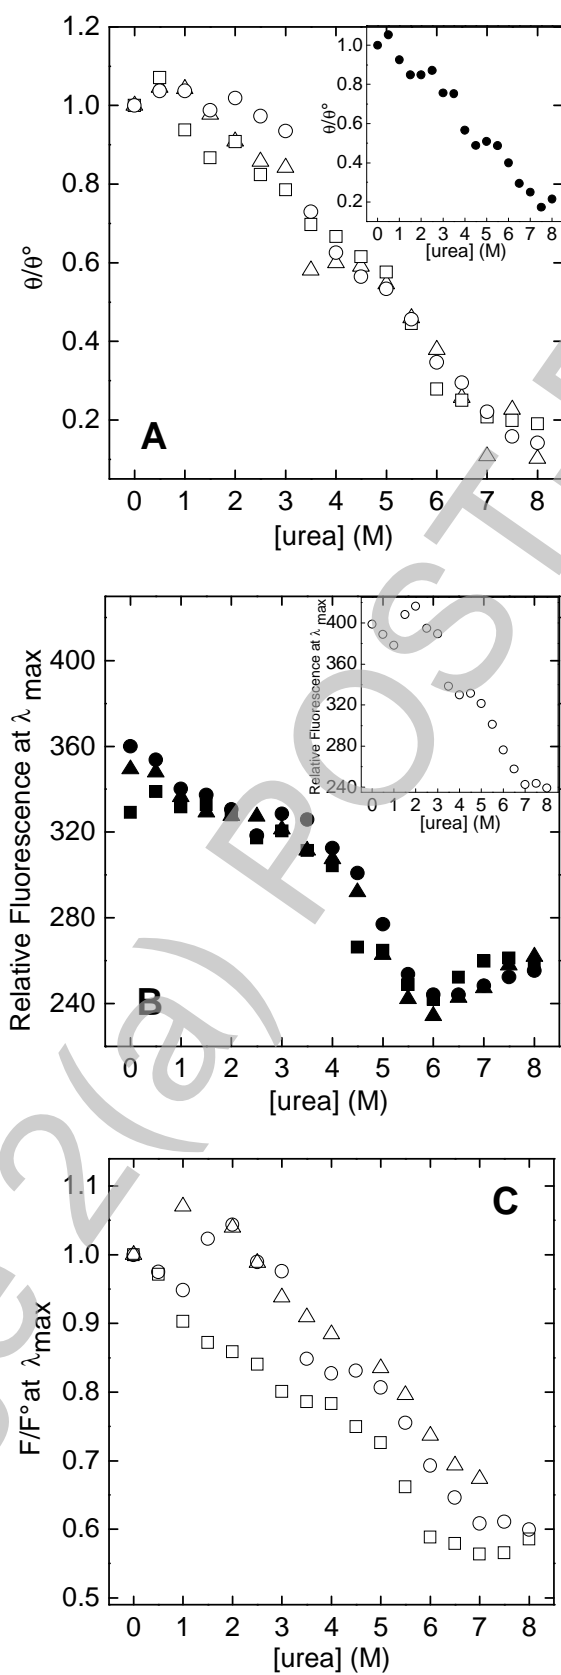 1.2
1.0
0.8
0.6
0.4
0.2
θ/θ°
A
0 1 2 3 4 5 6 7 8
[urea] (M)
1.0
0.8
0.6
0.4
0.2
θ/θ°
0 1 2 3 4 5 6 7 8
[urea] (M)
400
360
320
280
240
Relative Fluorescence at λ max
B
0 1 2 3 4 5 6 7 8
[urea] (M)
400
360
320
280
240
Relative Fluorescence at λ max
0 1 2 3 4 5 6 7 8
[urea] (M)
1.1
1.0
0.9
0.8
0.7
0.6
0.5
F/F° at λmax
C
0 1 2 3 4 5 6 7 8
[urea] (M)
e 2(a) POST